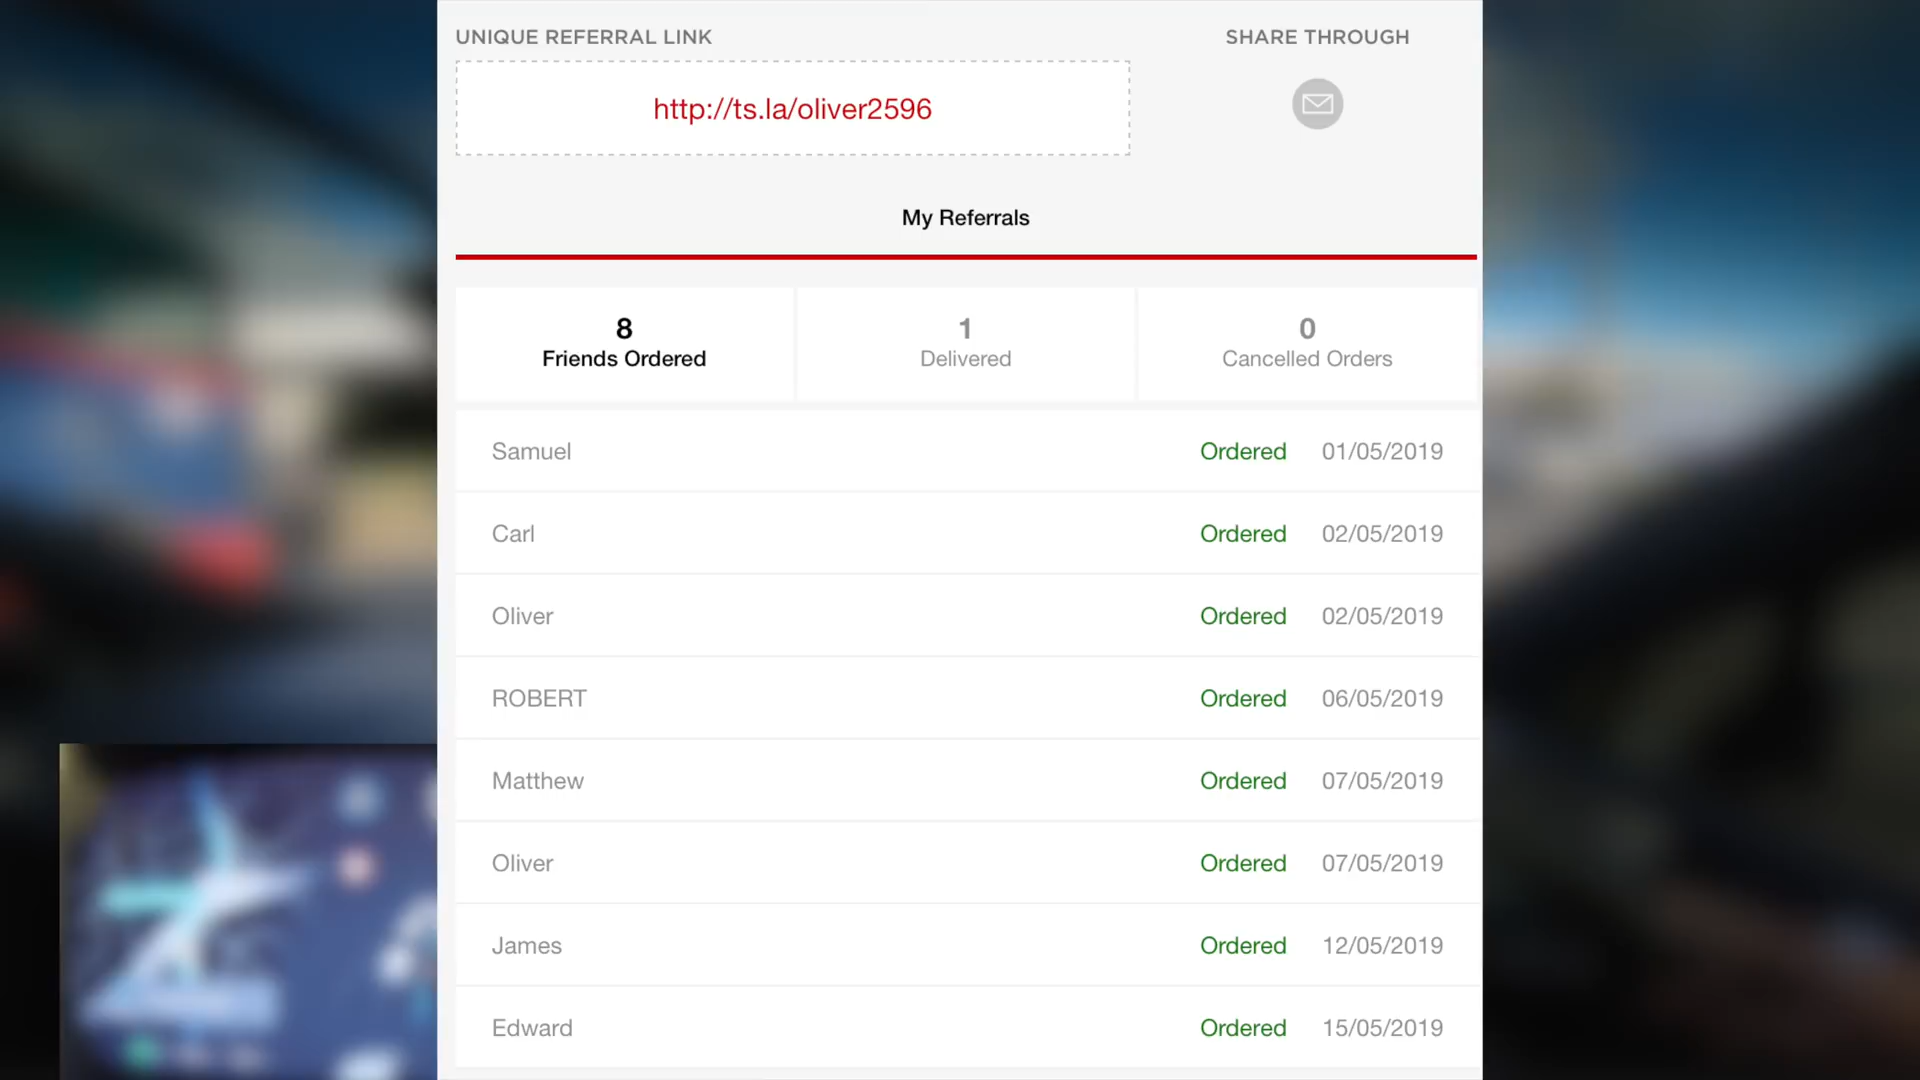 UNIQUE REFERRAL LINK
SHARE THROUGH
http://ts.la/oliver2596
My Referrals
8
Friends Ordered
1
Delivered
0
Cancelled Orders
Samuel Ordered 01/05/2019
Carl Ordered 02/05/2019
Oliver Ordered 02/05/2019
ROBERT Ordered 06/05/2019
Matthew Ordered 07/05/2019
Oliver Ordered 07/05/2019
James Ordered 12/05/2019
Edward Ordered 15/05/2019